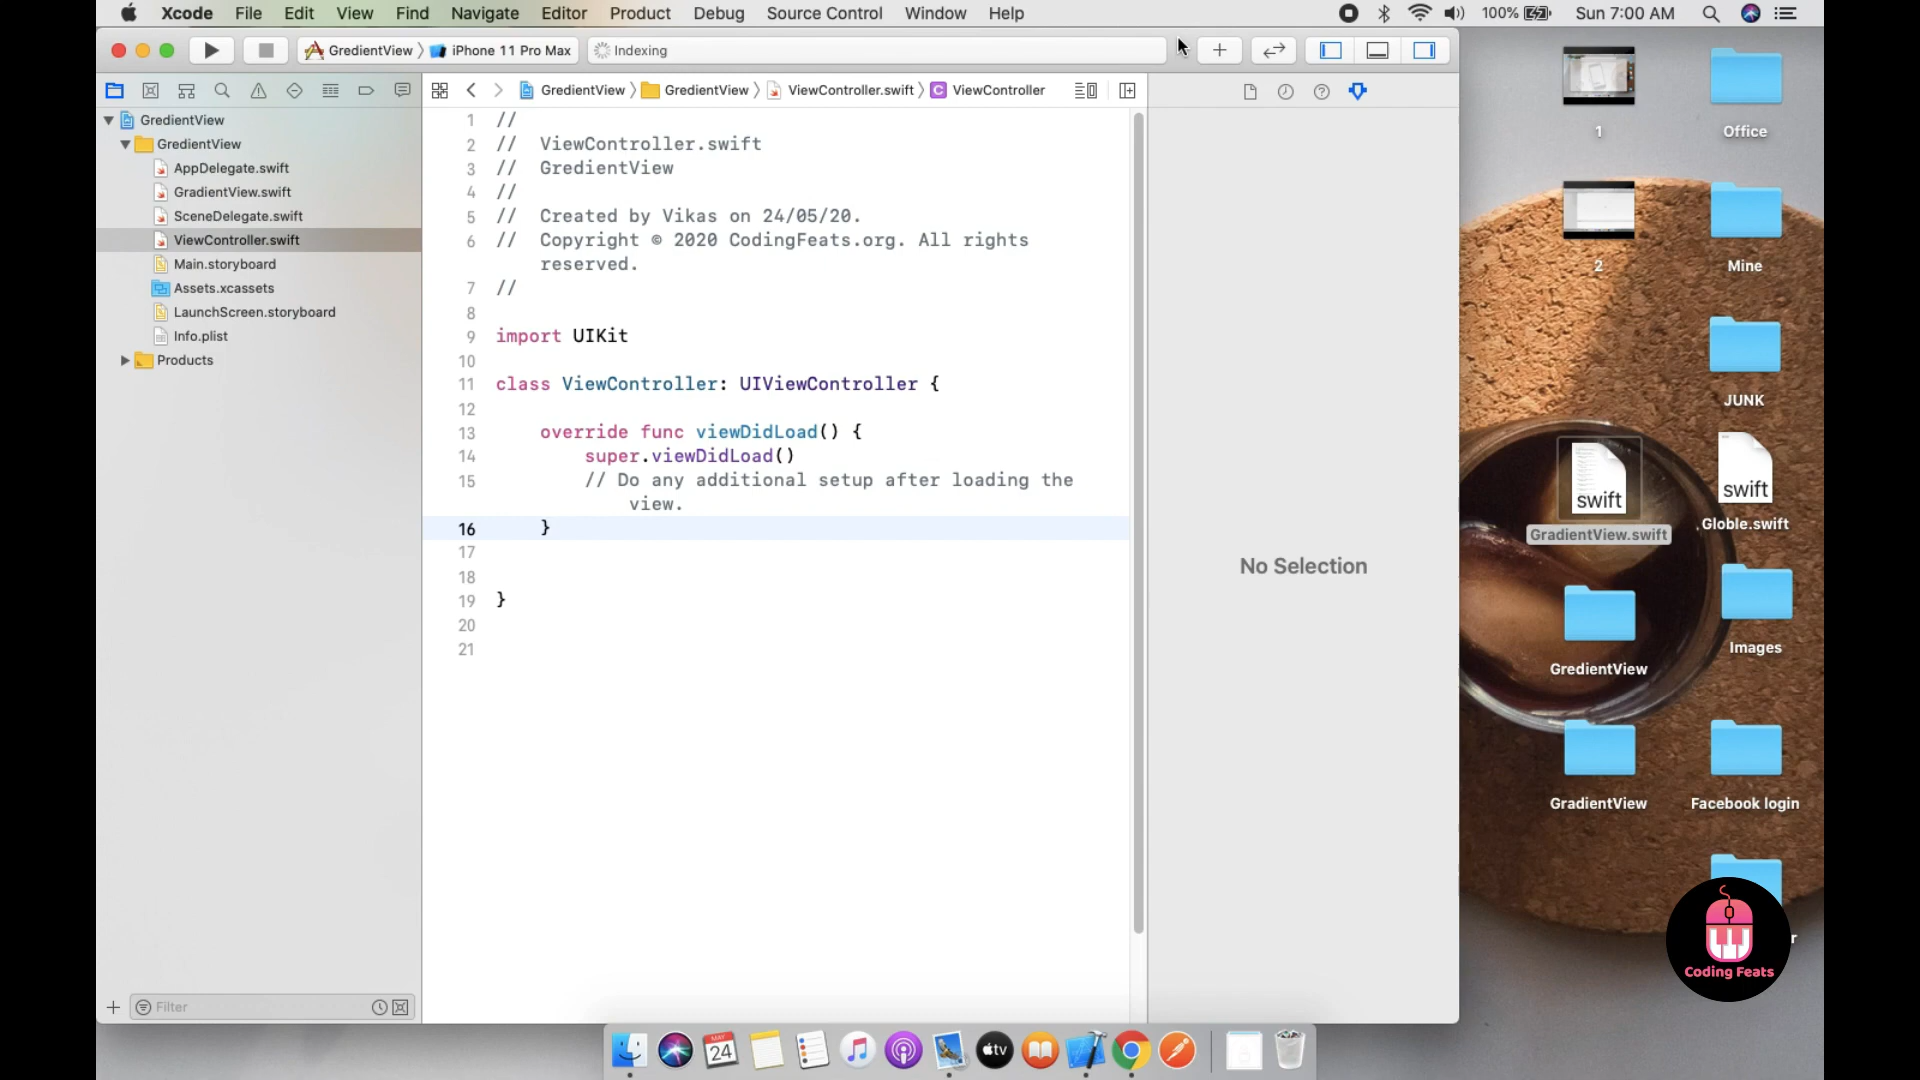 Xcode File Edit View Find Navigate Editor Product Debug Source Control Window Help 100% Sun 7:00 AM
GredientView iPhone 11 Pro Max Indexing
GredientView GredientView ViewController.swift C ViewController
GredientView
GredientView
AppDelegate.swift
GradientView.swift
SceneDelegate.swift
ViewController.swift
Main.storyboard
Assets.xcassets
LaunchScreen.storyboard
Info.plist
Products
Filter
1 //
2 // ViewController.swift
3 // GredientView
4 //
5 // Created by Vikas on 24/05/20.
6 // Copyright © 2020 CodingFeats.org. All rights
reserved.
7 //
8
9 import UIKit
10
11 class ViewController: UIViewController {
12
13 override func viewDidLoad() {
14 super.viewDidLoad()
15 // Do any additional setup after loading the
view.
16 }
17
18
19 }
20
21
No Selection
1
Office
2
Mine
JUNK
swift
GradientView.swift
swift
Globle.swift
GredientView
Images
GradientView
Facebook login
r
Coding Feats
MAY
24
tv